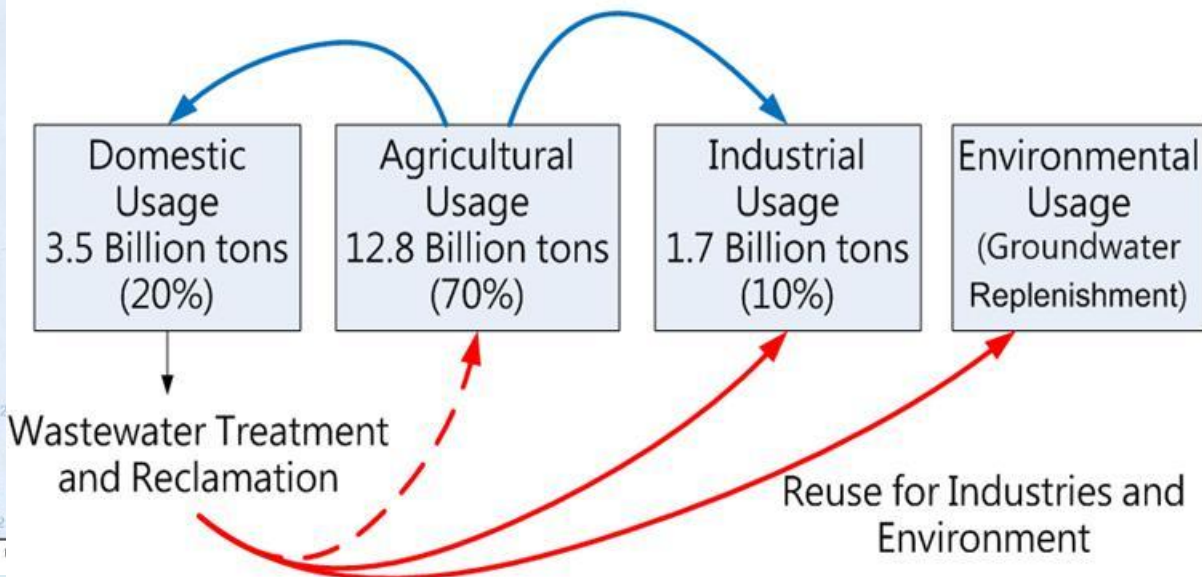 Domestic
Usage
3.5 Billion tons
(20%)
Agricultural
Usage
12.8 Billion tons
(70%)
Industrial
Usage
1.7 Billion tons
(10%)
Environmental
Usage
(Groundwater
Replenishment)
Wastewater Treatment
and Reclamation
Reuse for Industries and
Environment